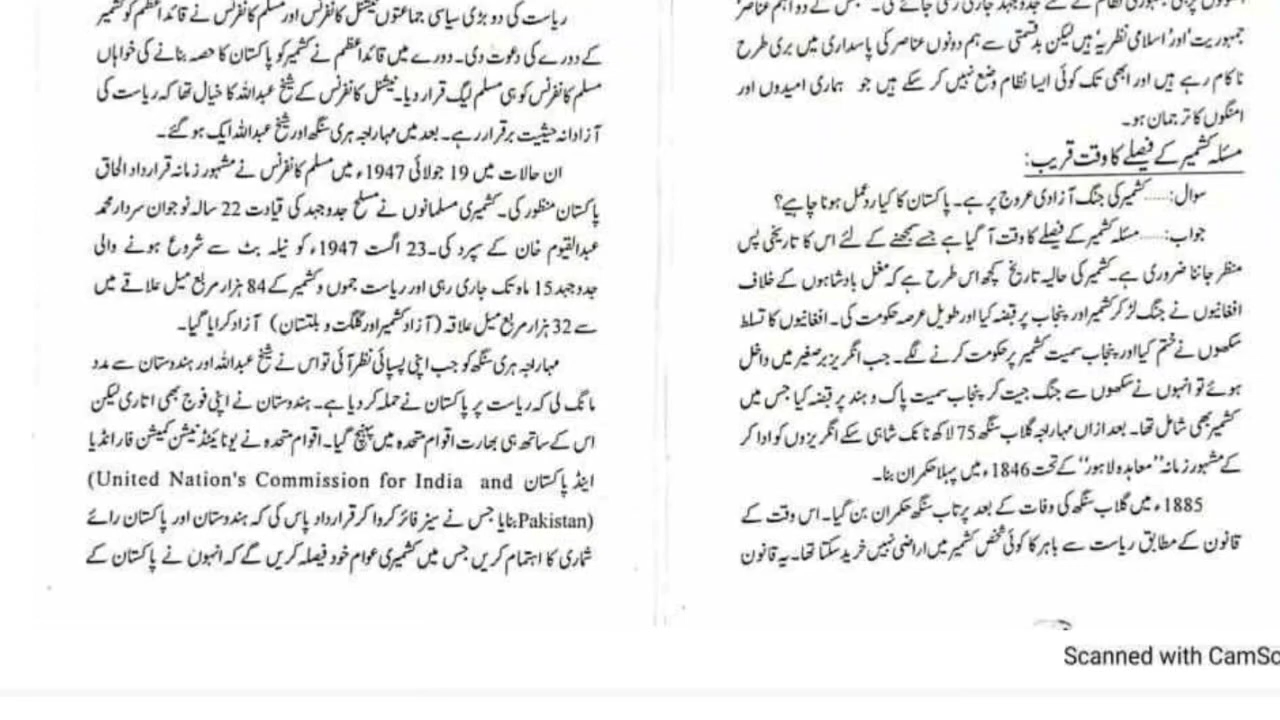 جمہوریت' اور' اسلامی نظریہ' ہیں لیکن بدقسمتی سے ہم دونوں عناصر کی پاسداری میں بری طرح
ناکام رہے ہیں اور ابھی تک کوئی ایسا نظام وضع نہیں کر سکے ہیں جو ہماری امیدوں اور
امنگوں کا ترجمان ہو۔
مسئلہ کشمیر کے فیصلے کا وقت قریب:
سوال:..... کشمیر کی جنگ آزادی عروج پر ہے۔ پاکستان کا کیا ردعمل ہونا چاہیے؟
جواب:..... مسئلہ کشمیر کے فیصلے کا وقت آ گیا ہے جسے سمجھنے کے لئے اس کا تاریخی پس
منظر جاننا ضروری ہے۔ کشمیر کی حالیہ تاریخ کچھ اس طرح ہے کہ مغل بادشاہوں کے خلاف
افغانیوں نے جنگ لڑ کر کشمیر اور پنجاب پر قبضہ کیا اور طویل عرصہ حکومت کی۔ افغانیوں کا تسلط
سکھوں نے ختم کیا اور پنجاب سمیت کشمیر پر حکومت کرنے لگے۔ جب انگریز برصغیر میں داخل
ہوئے تو انہوں نے سکھوں سے جنگ جیت کر پنجاب سمیت پاک و ہند پر قبضہ کیا جس میں
کشمیر بھی شامل تھا۔ بعد ازاں مہاراجہ گلاب سنگھ 75 لاکھ نانک شاہی سکے انگریزوں کو ادا کر
کے مشہور زمانہ "معاہدہ لاہور" کے تحت 1846ء میں پہلا حکمران بنا۔
1885ء میں گلاب سنگھ کی وفات کے بعد پرتاب سنگھ حکمران بن گیا۔ اس وقت کے
قانون کے مطابق ریاست سے باہر کا کوئی شخص کشمیر میں اراضی نہیں خرید سکتا تھا۔ یہ قانون
ریاست کی دو بڑی سیاسی جماعتوں نیشنل کانفرنس اور مسلم کانفرنس نے قائداعظم کو کشمیر
کے دورے کی دعوت دی۔ دورے میں قائداعظم نے کشمیر کو پاکستان کا حصہ بنانے کی خواہاں
مسلم کانفرنس کو ہی مسلم لیگ قرار دیا۔ نیشنل کانفرنس کے شیخ عبداللہ کا خیال تھا کہ ریاست کی
آزادانہ حیثیت برقرار رہے۔ بعد میں مہاراجہ ہری سنگھ اور شیخ عبداللہ ایک ہو گئے۔
ان حالات میں 19 جولائی 1947ء میں مسلم کانفرنس نے مشہور زمانہ قرارداد الحاق
پاکستان منظور کی۔ کشمیری مسلمانوں نے مسلح جدوجہد کی قیادت 22 سالہ نوجوان سردار محمد
عبدالقیوم خان کے سپرد کی۔ 23 اگست 1947ء کو نیلہ بٹ سے شروع ہونے والی
جدوجہد 15 ماہ تک جاری رہی اور ریاست جموں و کشمیر کے 84 ہزار مربع میل علاقے میں
سے 32 ہزار مربع میل علاقہ (آزاد کشمیر اور گلگت و بلتستان) آزاد کرایا گیا۔
مہاراجہ ہری سنگھ کو جب اپنی پسپائی نظر آئی تو اس نے شیخ عبداللہ اور ہندوستان سے مدد
مانگ لی کہ ریاست پر پاکستان نے حملہ کر دیا ہے۔ ہندوستان نے اپنی فوج بھی اتاری لیکن
اس کے ساتھ ہی بھارت اقوام متحدہ میں پہنچ گیا۔ اقوام متحدہ نے یونائیٹڈ نیشن کمیشن فار انڈیا
اینڈ پاکستان (United Nation's Commission for India and
Pakistan) بنایا جس نے سیز فائر کروا کر قرارداد پاس کی کہ ہندوستان اور پاکستان رائے
شماری کا اہتمام کریں جس میں کشمیری عوام خود فیصلہ کریں گے کہ انہوں نے پاکستان کے
Scanned with CamSc